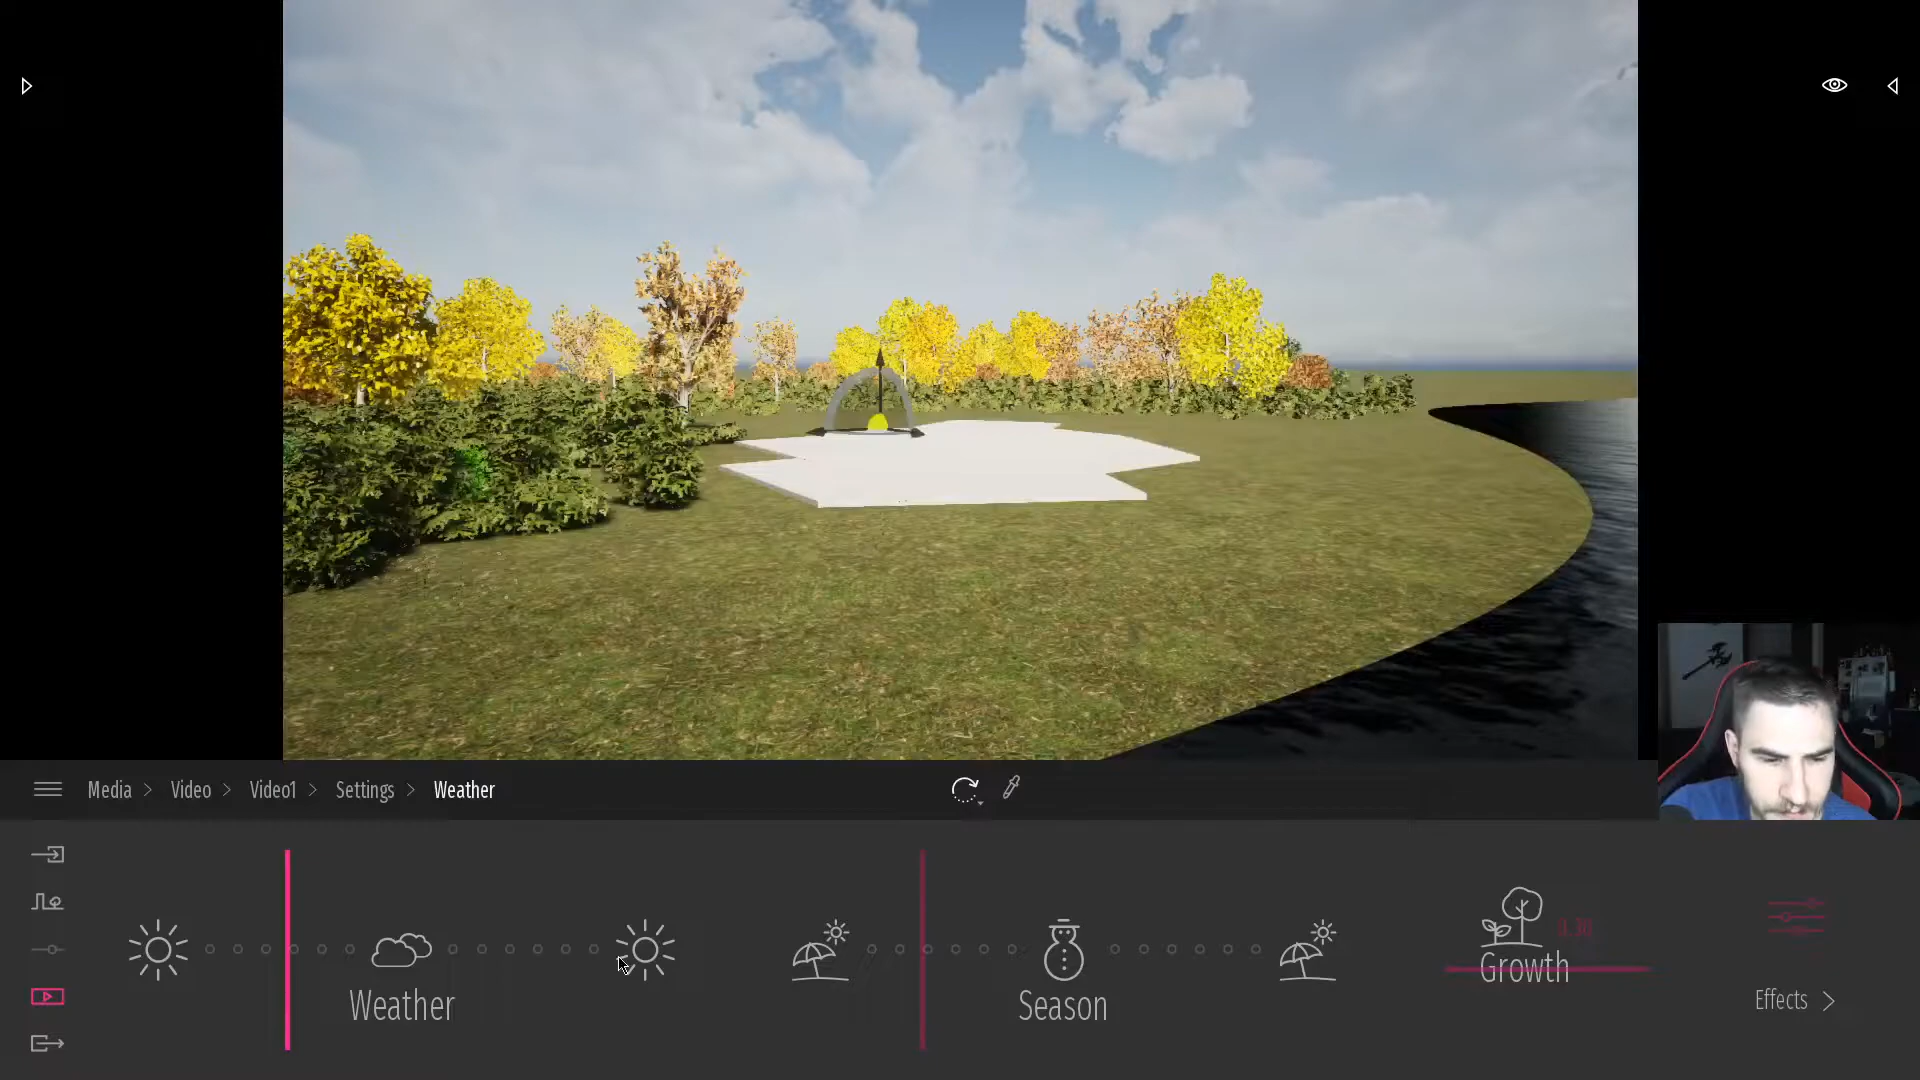 Media > Video > Video1 > Settings > Weather
Weather
Season
Growth
Effects >